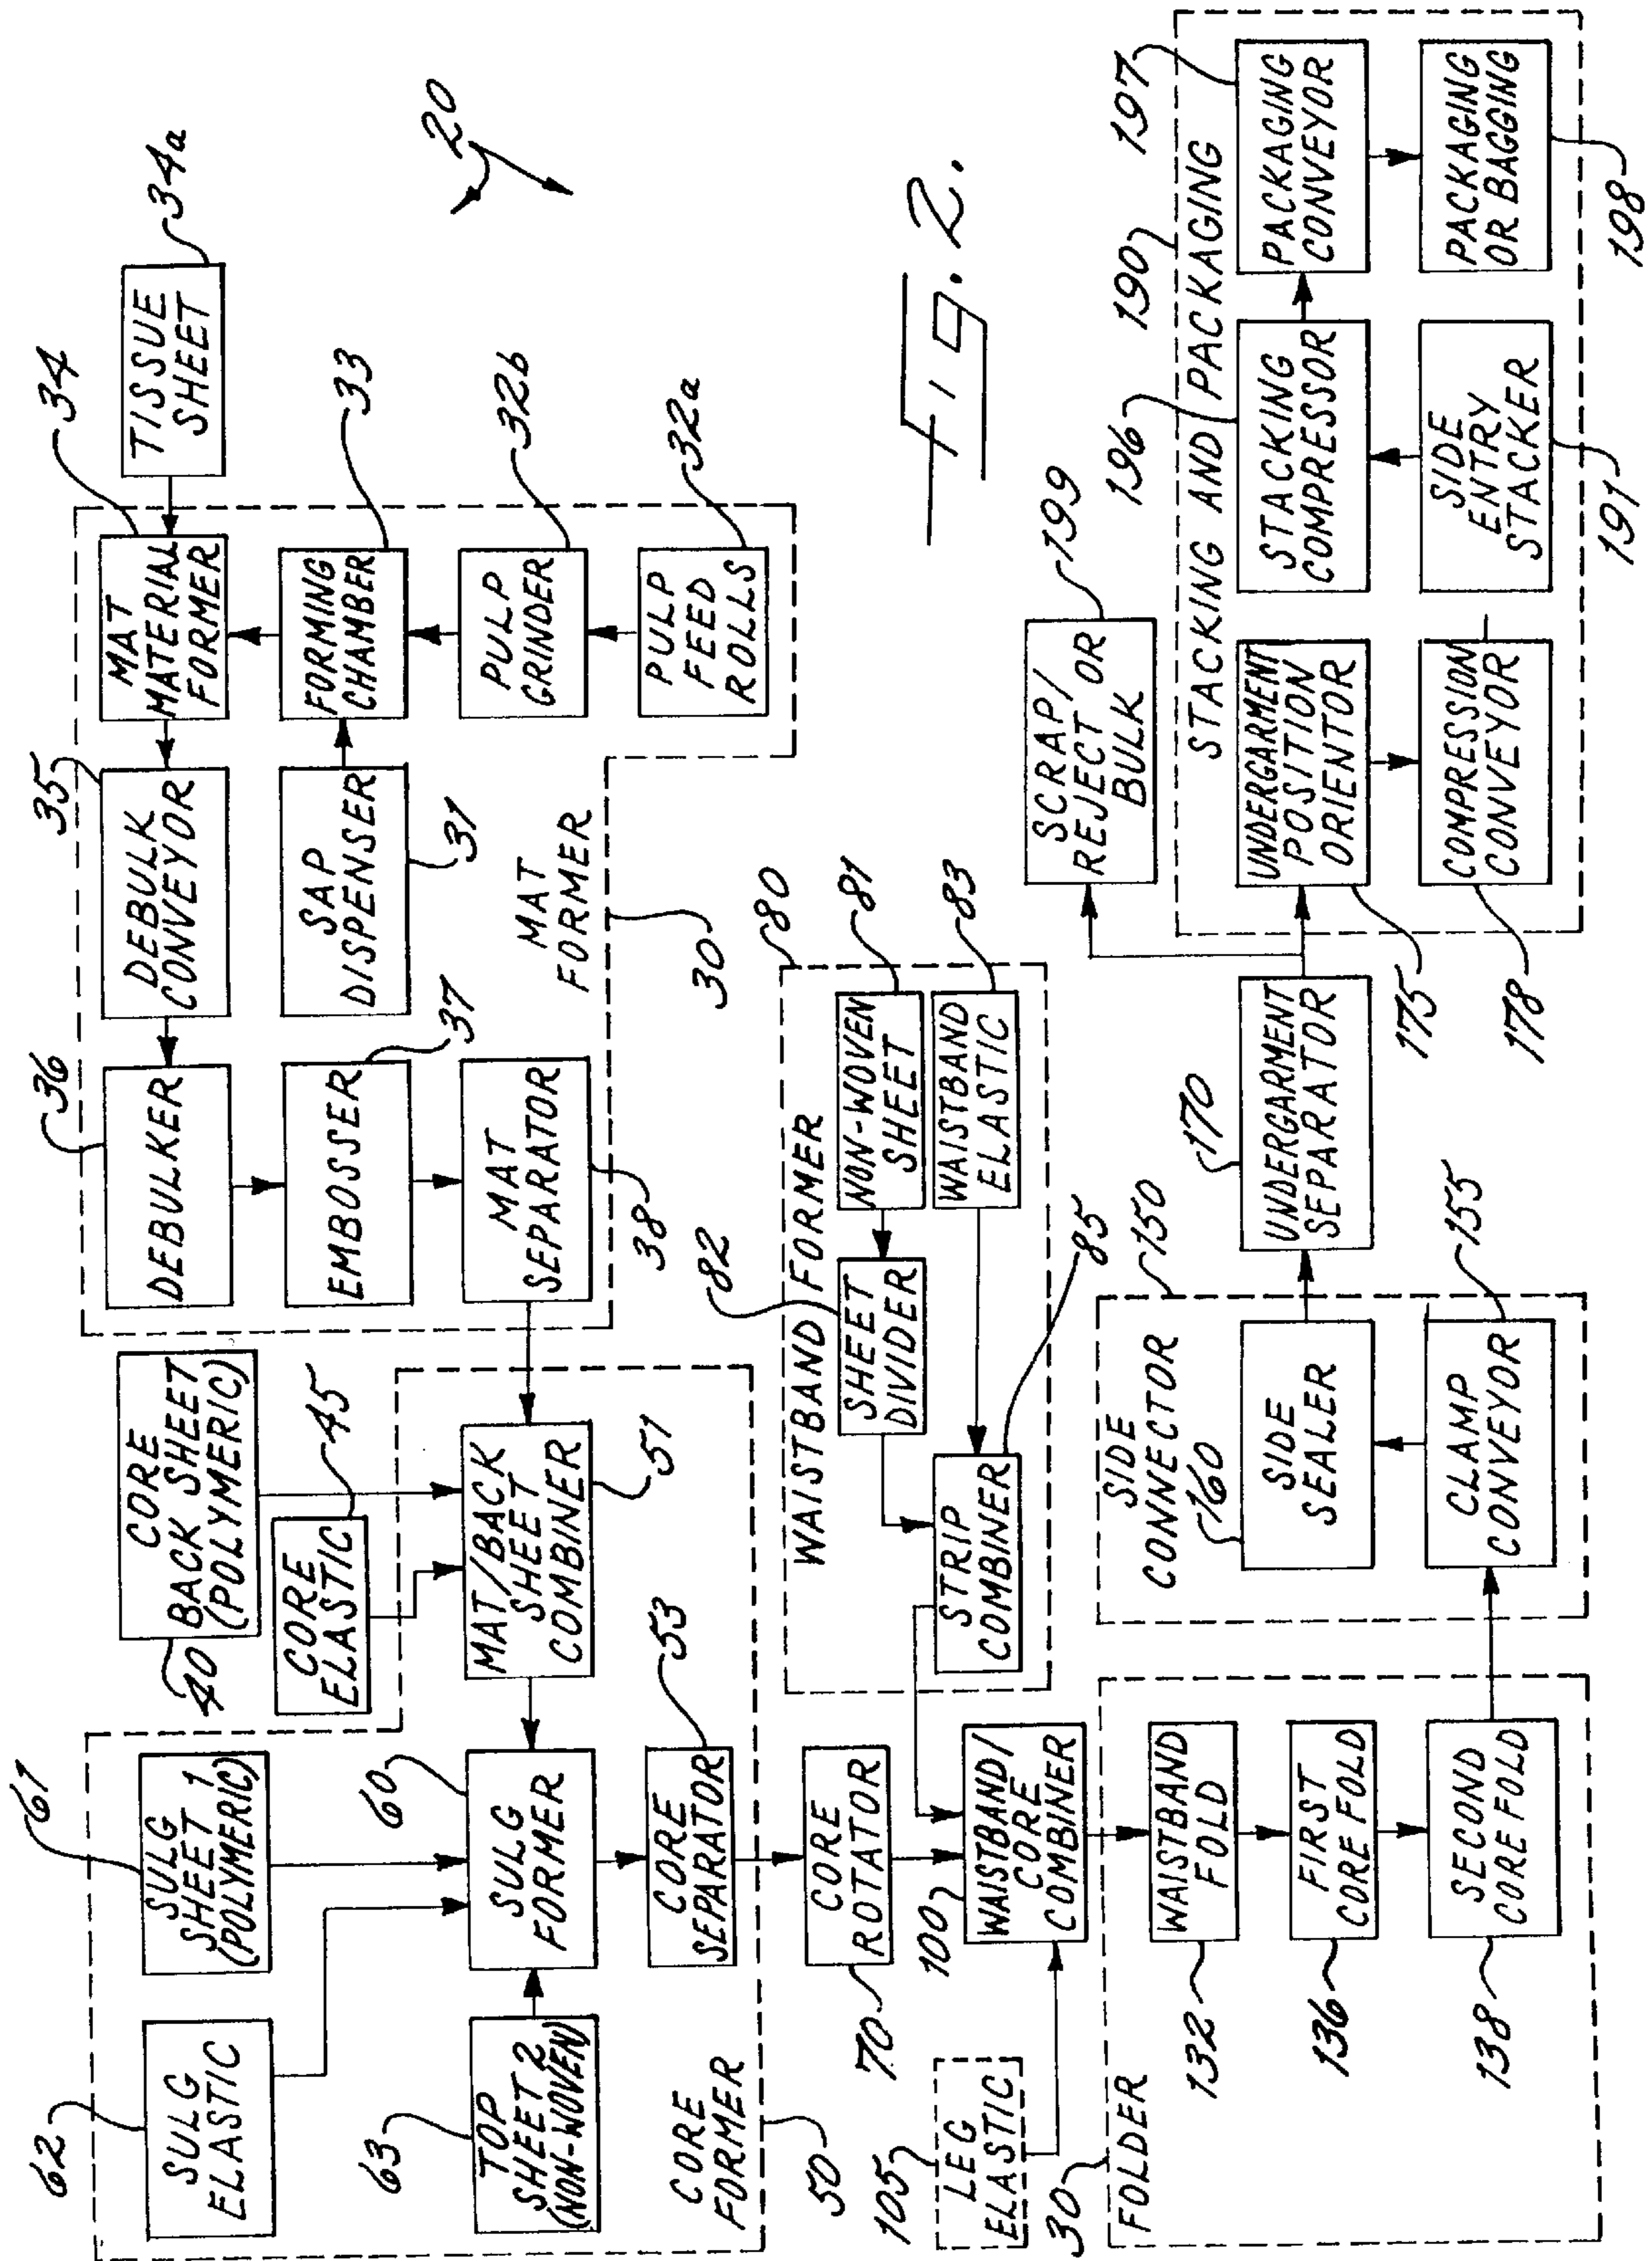 62
SULG
ELASTIC
61
SULG
SHEET 1
(POLYMERIC)
40
CORE
BACK SHEET
(POLYMERIC)
45
CORE
ELASTIC
36
DEBULKER
35
DEBULK
CONVEYOR
34
MAT
MATERIAL
FORMER
34a
TISSUE
SHEET
20
37
EMBOSSER
SAP
DISPENSER
31
33
FORMING
CHAMBER
63
TOP
SHEET 2
(NON-WOVEN)
60
SULG
FORMER
MAT/BACK
SHEET
COMBINER
51
MAT
SEPARATOR
38
32b
PULP
GRINDER
CORE
SEPARATOR
53
MAT
FORMER
30
32a
PULP
FEED
ROLLS
CORE
FORMER
50
CORE
ROTATOR
70
WAISTBAND FORMER
80
82
SHEET
DIVIDER
NON-WOVEN
SHEET
81
WAISTBAND
ELASTIC
83
STRIP
COMBINER
85
Fig. 2.
105
LEG
ELASTIC
100
WAISTBAND/
CORE
COMBINER
SCRAP/
REJECT OR
BULK
199
30
FOLDER
WAISTBAND
FOLD
132
FIRST
CORE FOLD
136
SECOND
CORE FOLD
138
SIDE
CONNECTOR
150
160
SIDE
SEALER
CLAMP
CONVEYOR
155
170
UNDERGARMENT
SEPARATOR
STACKING AND PACKAGING
190
UNDERGARMENT
POSITION
ORIENTOR
175
COMPRESSION
CONVEYOR
178
196
STACKING
COMPRESSOR
SIDE
ENTRY
STACKER
191
197
PACKAGING
CONVEYOR
PACKAGING
OR BAGGING
198